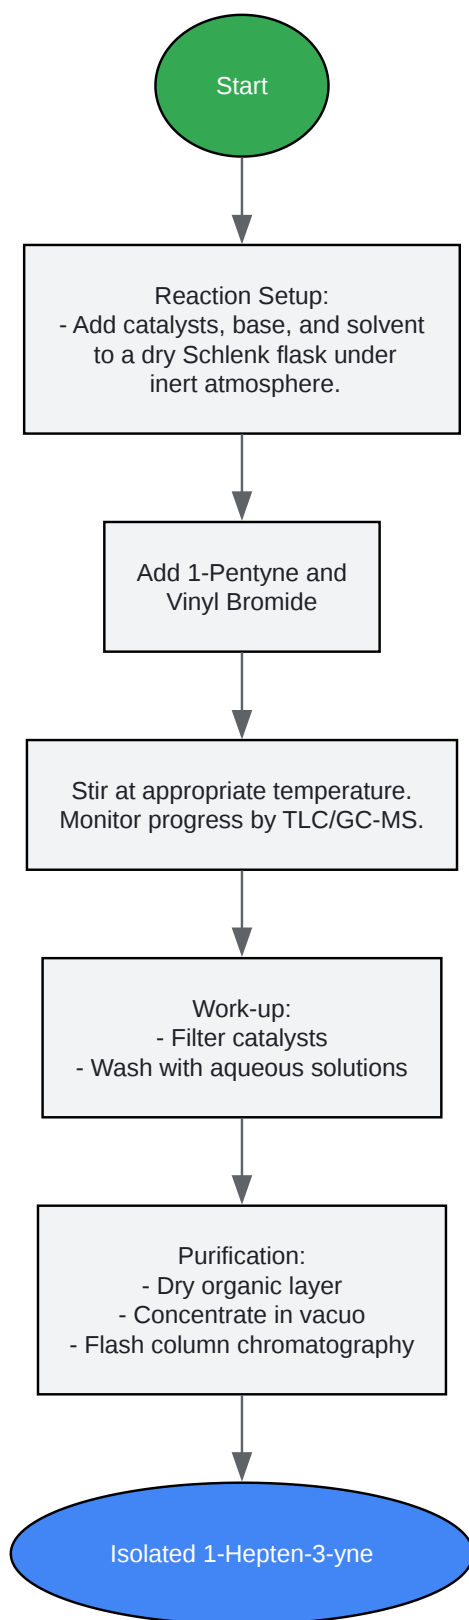 Start
Reaction Setup:
- Add catalysts, base, and solvent
to a dry Schlenk flask under
inert atmosphere.
Add 1-Pentyne and
Vinyl Bromide
Stir at appropriate temperature.
Monitor progress by TLC/GC-MS.
Work-up:
- Filter catalysts
- Wash with aqueous solutions
Purification:
- Dry organic layer
- Concentrate in vacuo
- Flash column chromatography
Isolated 1-Hepten-3-yne